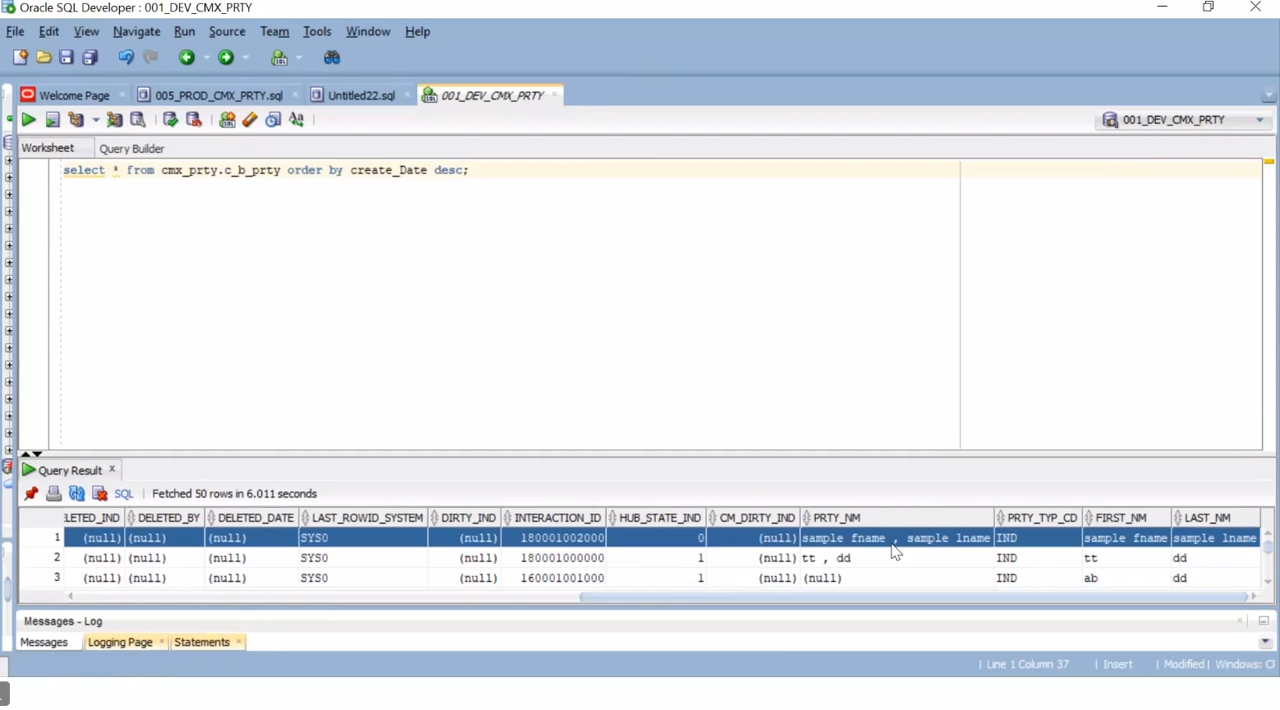 Oracle SQL Developer : 001_DEV_CMX_PRTY
File Edit View Navigate Run Source Team Tools Window Help
Welcome Page 005_PROD_CMX_PRTY.sql Untitled22.sql 001_DEV_CMX_PRTY
001_DEV_CMX_PRTY
Worksheet Query Builder
select * from cmx_prty.c_b_prty order by create_Date desc;
Query Result
SQL Fetched 50 rows in 6.011 seconds
LETED_IND DELETED_BY DELETED_DATE LAST_ROWID_SYSTEM DIRTY_IND INTERACTION_ID HUB_STATE_IND CM_DIRTY_IND PRTY_NM PRTY_TYP_CD FIRST_NM LAST_NM
1 (null) (null) (null) SYS0 (null) 180001002000 0 (null) sample fname , sample lname IND sample fname sample lname
2 (null) (null) (null) SYS0 (null) 180001000000 1 (null) tt , dd IND tt dd
3 (null) (null) (null) SYS0 (null) 160001001000 1 (null) (null) IND ab dd
Messages - Log
Messages Logging Page Statements
Line 1 Column 37 Insert Modified Windows: Cl